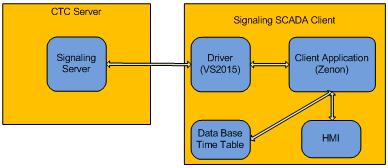 CTC Server
Signaling SCADA Client
Signaling
Server
Driver
(VS2015)
Client Application
(Zenon)
Data Base
Time Table
HMI